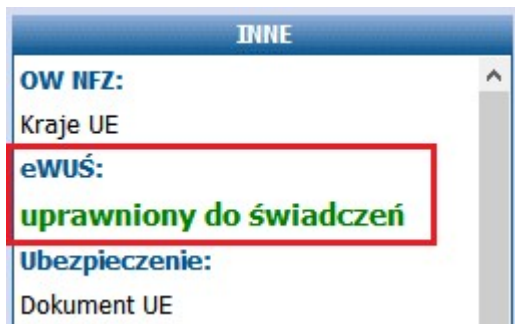 INNE
OW NFZ:
Kraje UE
eWUŚ:
uprawniony do świadczeń
Ubezpieczenie:
Dokument UE